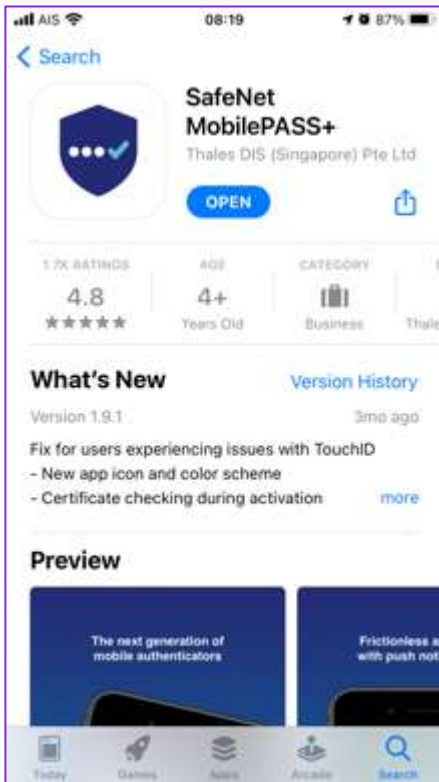 AIS 08:19 87%
Search
SafeNet
MobilePASS+
Thales DIS (Singapore) Pte Ltd
OPEN
1.7K RATINGS AGE CATEGORY
4.8 4+
Years Old Business Thale
What's New Version History
Version 1.9.1 3mo ago
Fix for users experiencing issues with TouchID
- New app icon and color scheme
- Certificate checking during activation more
Preview
The next generation of Frictionless a
mobile authenticators with push not
Today Games Apps Arcade Search